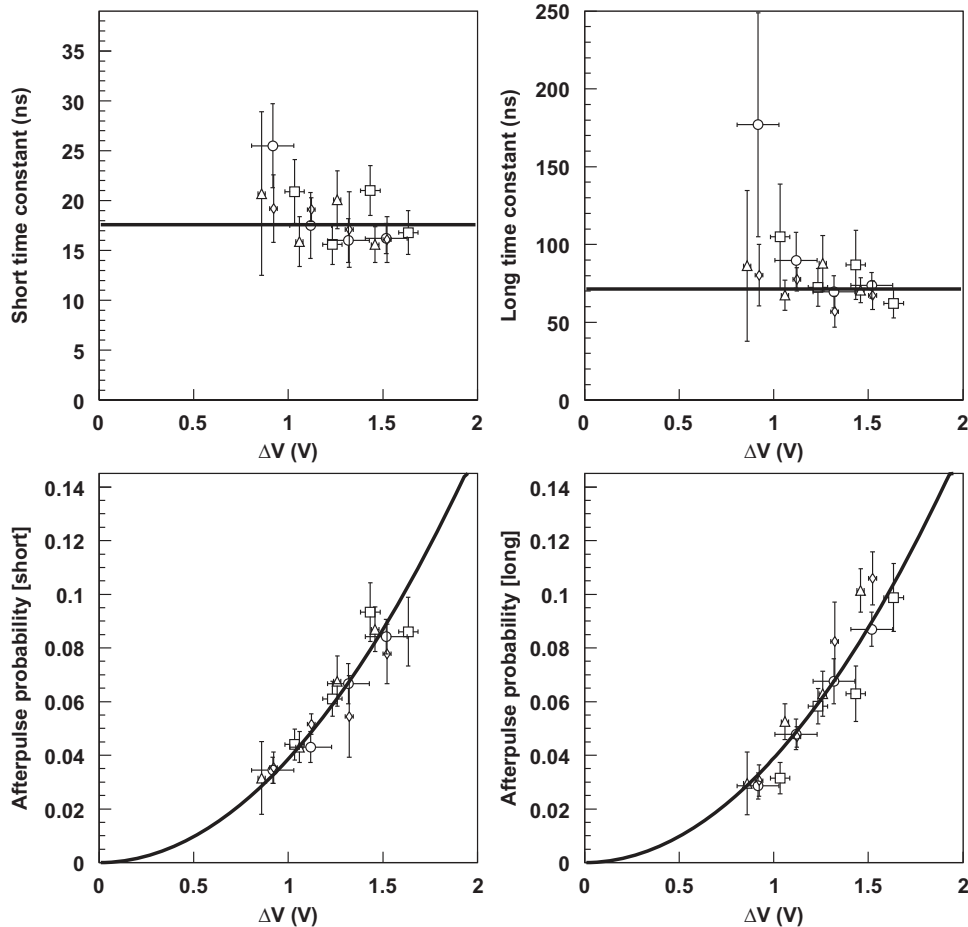 Short time constant (ns)
35
30
25
20
15
10
5
0
0 0.5 1 1.5 2
ΔV (V)
Long time constant (ns)
250
200
150
100
50
0
0 0.5 1 1.5 2
ΔV (V)
Afterpulse probability [short]
0.14
0.12
0.1
0.08
0.06
0.04
0.02
0
0 0.5 1 1.5 2
ΔV (V)
Afterpulse probability [long]
0.14
0.12
0.1
0.08
0.06
0.04
0.02
0
0 0.5 1 1.5 2
ΔV (V)